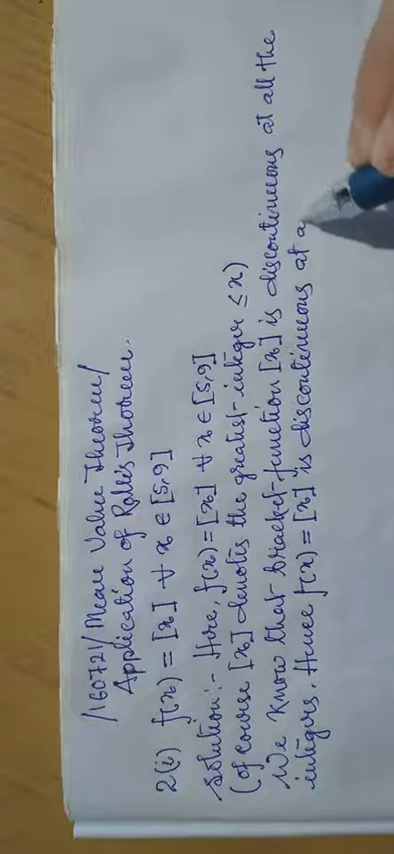 /160721/ Mean Value Theorem/
Application of Rolle's Theorem.
2(i) f(x) = [x] ∀ x ∈ [5,9]
Solution:- Here, f(x) = [x] ∀ x ∈ [5,9]
(of course [x] denotes the greatest integer ≤ x)
We know that bracket function [x] is discontinuous at all the
integers. Hence f(x) = [x] is discontinuous at a